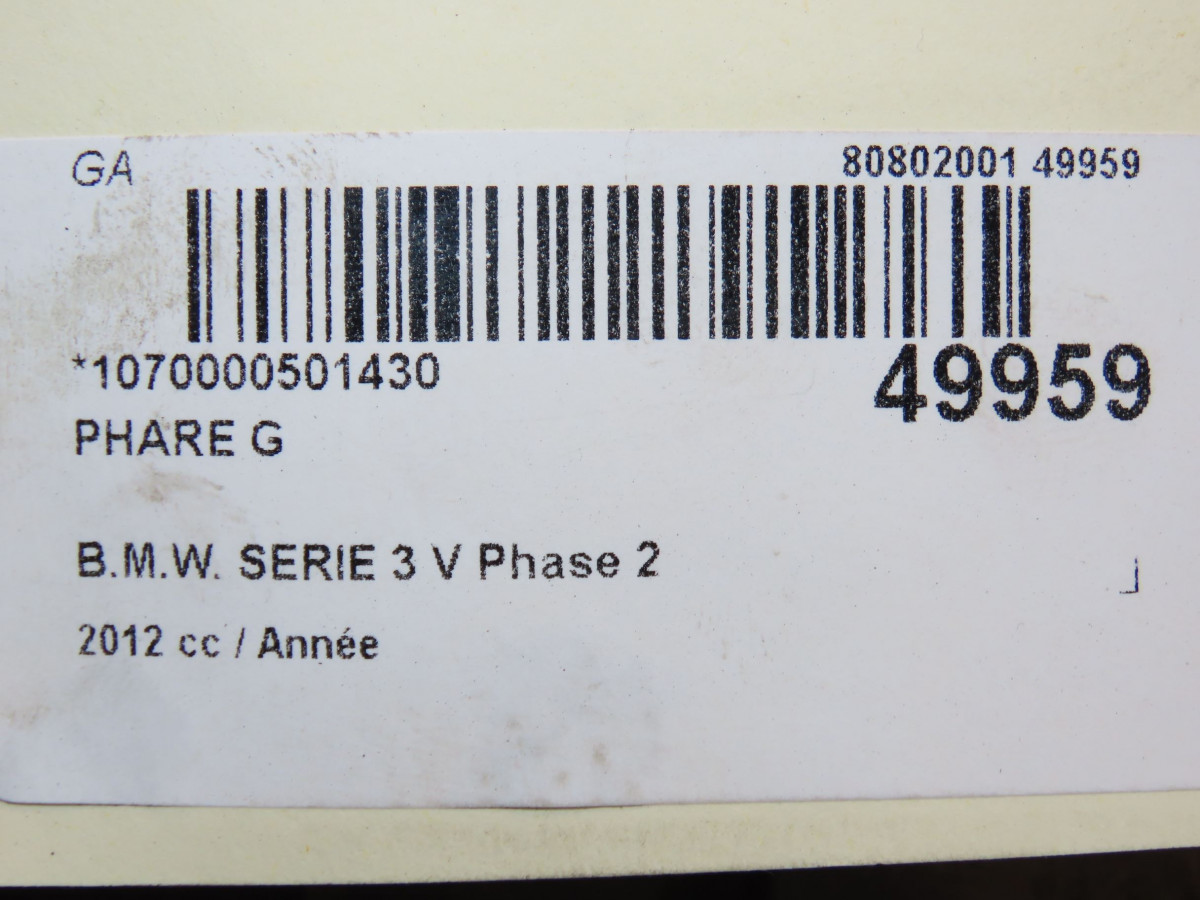 GA
80802001 49959
*1070000501430
49959
PHARE G
B.M.W. SERIE 3 V Phase 2
2012 cc / Année